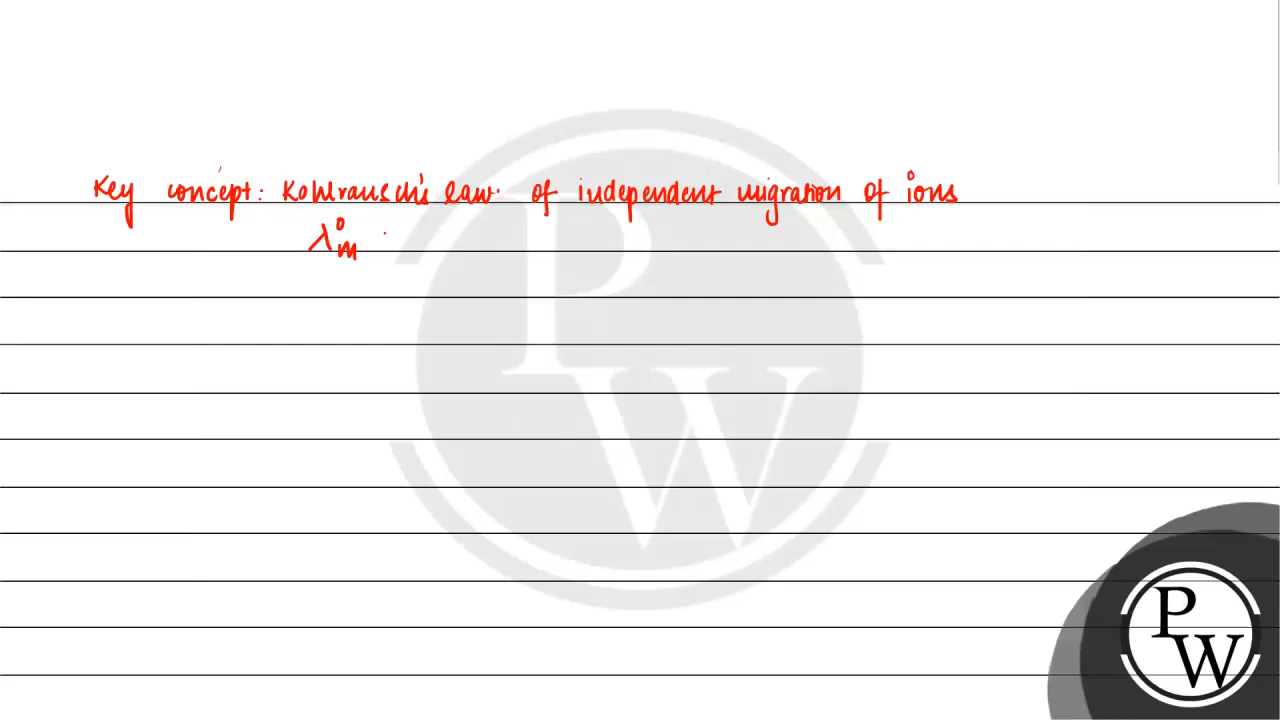 Key concept: Kohlrausch's law. of independent migration of ions
λ°m
P
W
P
W